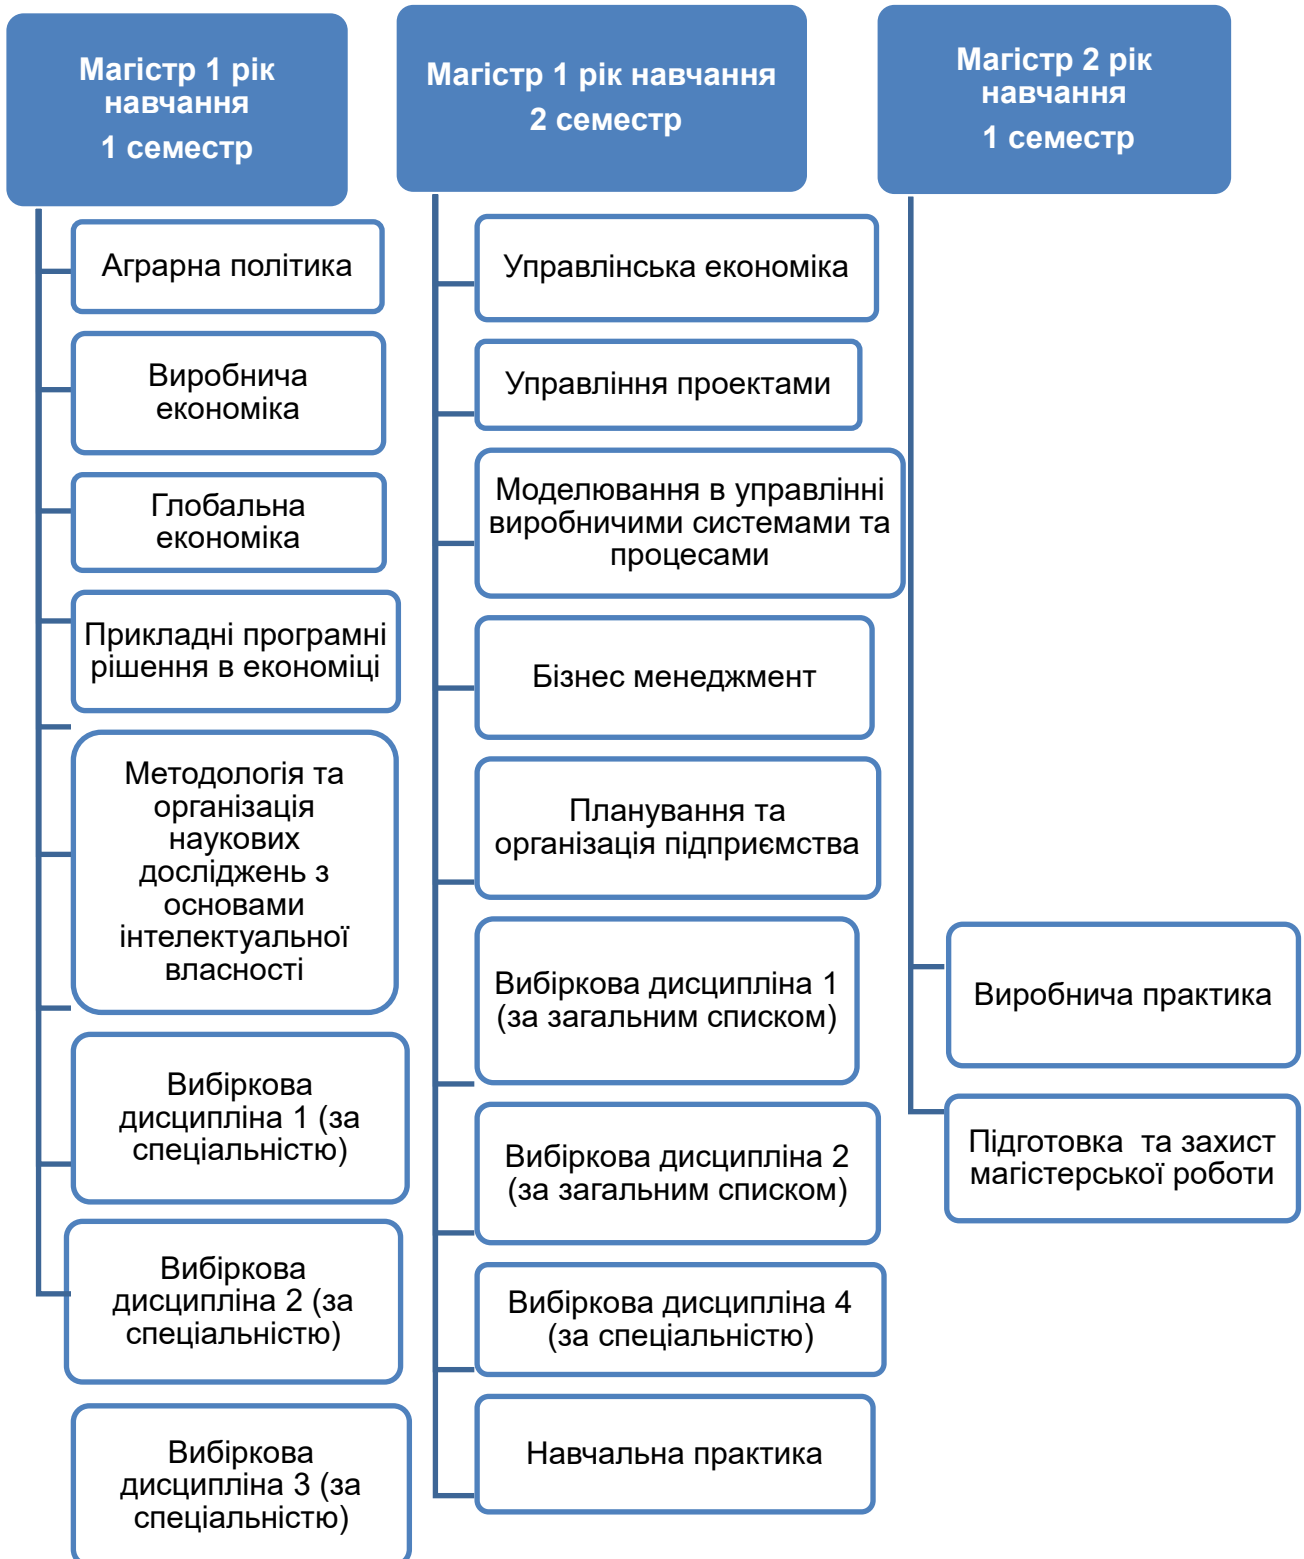 Магістр 1 рік
навчання
1 семестр
Аграрна політика
Виробнича
економіка
Глобальна
економіка
Прикладні програмні
рішення в економіці
Методологія та
організація
наукових
досліджень з
основами
інтелектуальної
власності
Вибіркова
дисципліна 1 (за
спеціальністю)
Вибіркова
дисципліна 2 (за
спеціальністю)
Вибіркова
дисципліна 3 (за
спеціальністю)
Магістр 1 рік навчання
2 семестр
Управлінська економіка
Управління проектами
Моделювання в управлінні
виробничими системами та
процесами
Бізнес менеджмент
Планування та
організація підприємства
Вибіркова дисципліна 1
(за загальним списком)
Вибіркова дисципліна 2
(за загальним списком)
Вибіркова дисципліна 4
(за спеціальністю)
Навчальна практика
Магістр 2 рік
навчання
1 семестр
Виробнича практика
Підготовка  та захист
магістерської роботи